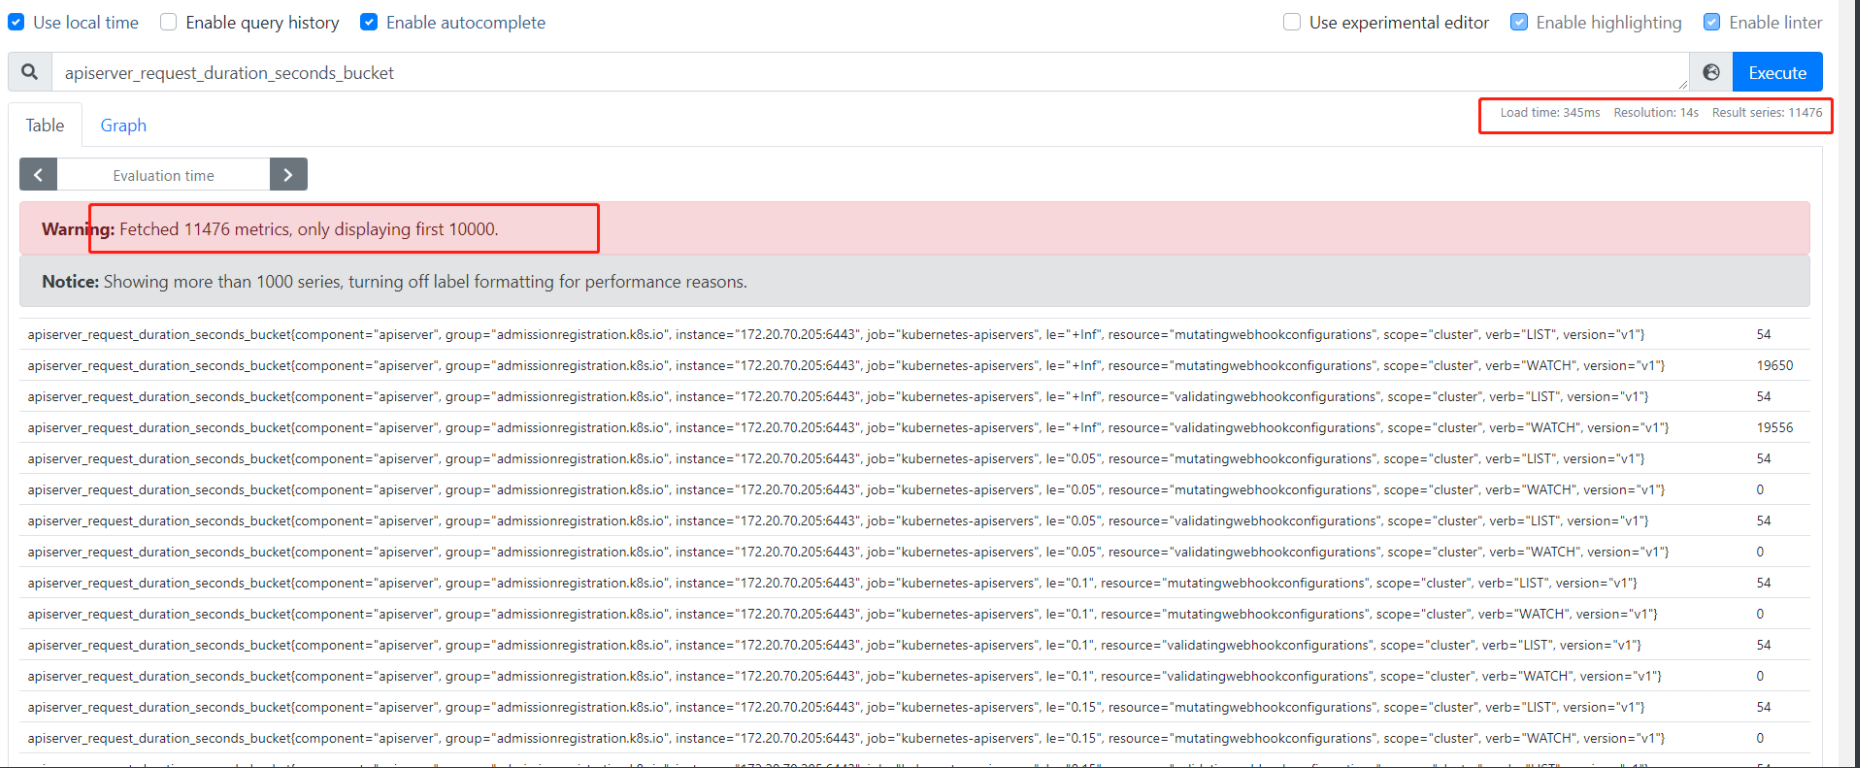 Use local time Enable query history Enable autocomplete Use experimental editor Enable highlighting Enable linter
apiserver_request_duration_seconds_bucket Execute
Table Graph Load time: 345ms Resolution: 14s Result series: 11476
Evaluation time
Warning: Fetched 11476 metrics, only displaying first 10000.
Notice: Showing more than 1000 series, turning off label formatting for performance reasons.
apiserver_request_duration_seconds_bucket{component="apiserver", group="admissionregistration.k8s.io", instance="172.20.70.205:6443", job="kubernetes-apiservers", le="+Inf", resource="mutatingwebhookconfigurations", scope="cluster", verb="LIST", version="v1"} 54
apiserver_request_duration_seconds_bucket{component="apiserver", group="admissionregistration.k8s.io", instance="172.20.70.205:6443", job="kubernetes-apiservers", le="+Inf", resource="mutatingwebhookconfigurations", scope="cluster", verb="WATCH", version="v1"} 19650
apiserver_request_duration_seconds_bucket{component="apiserver", group="admissionregistration.k8s.io", instance="172.20.70.205:6443", job="kubernetes-apiservers", le="+Inf", resource="validatingwebhookconfigurations", scope="cluster", verb="LIST", version="v1"} 54
apiserver_request_duration_seconds_bucket{component="apiserver", group="admissionregistration.k8s.io", instance="172.20.70.205:6443", job="kubernetes-apiservers", le="+Inf", resource="validatingwebhookconfigurations", scope="cluster", verb="WATCH", version="v1"} 19556
apiserver_request_duration_seconds_bucket{component="apiserver", group="admissionregistration.k8s.io", instance="172.20.70.205:6443", job="kubernetes-apiservers", le="0.05", resource="mutatingwebhookconfigurations", scope="cluster", verb="LIST", version="v1"} 54
apiserver_request_duration_seconds_bucket{component="apiserver", group="admissionregistration.k8s.io", instance="172.20.70.205:6443", job="kubernetes-apiservers", le="0.05", resource="mutatingwebhookconfigurations", scope="cluster", verb="WATCH", version="v1"} 0
apiserver_request_duration_seconds_bucket{component="apiserver", group="admissionregistration.k8s.io", instance="172.20.70.205:6443", job="kubernetes-apiservers", le="0.05", resource="validatingwebhookconfigurations", scope="cluster", verb="LIST", version="v1"} 54
apiserver_request_duration_seconds_bucket{component="apiserver", group="admissionregistration.k8s.io", instance="172.20.70.205:6443", job="kubernetes-apiservers", le="0.05", resource="validatingwebhookconfigurations", scope="cluster", verb="WATCH", version="v1"} 0
apiserver_request_duration_seconds_bucket{component="apiserver", group="admissionregistration.k8s.io", instance="172.20.70.205:6443", job="kubernetes-apiservers", le="0.1", resource="mutatingwebhookconfigurations", scope="cluster", verb="LIST", version="v1"} 54
apiserver_request_duration_seconds_bucket{component="apiserver", group="admissionregistration.k8s.io", instance="172.20.70.205:6443", job="kubernetes-apiservers", le="0.1", resource="mutatingwebhookconfigurations", scope="cluster", verb="WATCH", version="v1"} 0
apiserver_request_duration_seconds_bucket{component="apiserver", group="admissionregistration.k8s.io", instance="172.20.70.205:6443", job="kubernetes-apiservers", le="0.1", resource="validatingwebhookconfigurations", scope="cluster", verb="LIST", version="v1"} 54
apiserver_request_duration_seconds_bucket{component="apiserver", group="admissionregistration.k8s.io", instance="172.20.70.205:6443", job="kubernetes-apiservers", le="0.1", resource="validatingwebhookconfigurations", scope="cluster", verb="WATCH", version="v1"} 0
apiserver_request_duration_seconds_bucket{component="apiserver", group="admissionregistration.k8s.io", instance="172.20.70.205:6443", job="kubernetes-apiservers", le="0.15", resource="mutatingwebhookconfigurations", scope="cluster", verb="LIST", version="v1"} 54
apiserver_request_duration_seconds_bucket{component="apiserver", group="admissionregistration.k8s.io", instance="172.20.70.205:6443", job="kubernetes-apiservers", le="0.15", resource="mutatingwebhookconfigurations", scope="cluster", verb="WATCH", version="v1"} 0